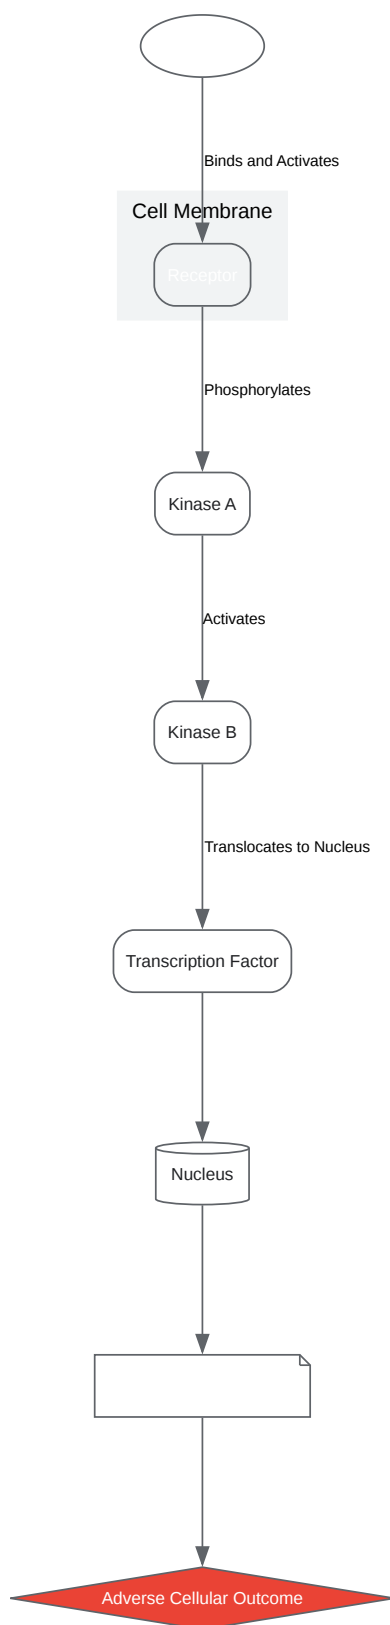 Binds and Activates
Cell Membrane
Receptor
Phosphorylates
Kinase A
Activates
Kinase B
Translocates to Nucleus
Transcription Factor
Nucleus
Adverse Cellular Outcome